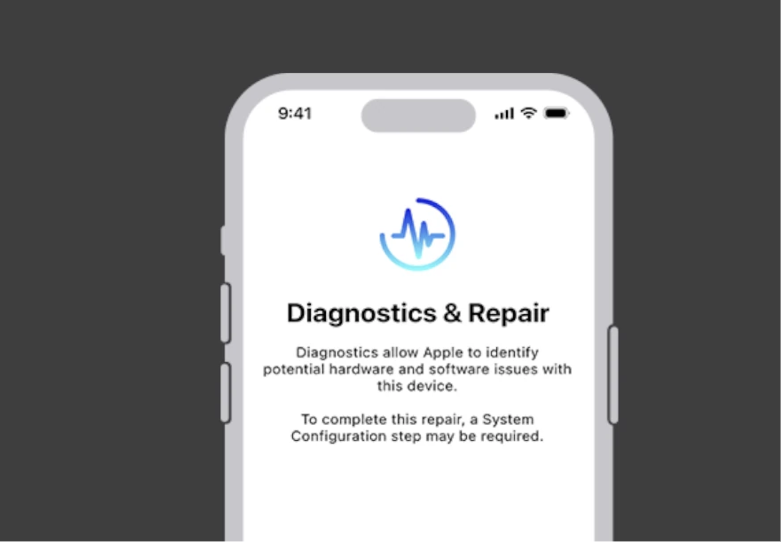 9:41
Diagnostics & Repair
Diagnostics allow Apple to identify
potential hardware and software issues with
this device.
To complete this repair, a System
Configuration step may be required.